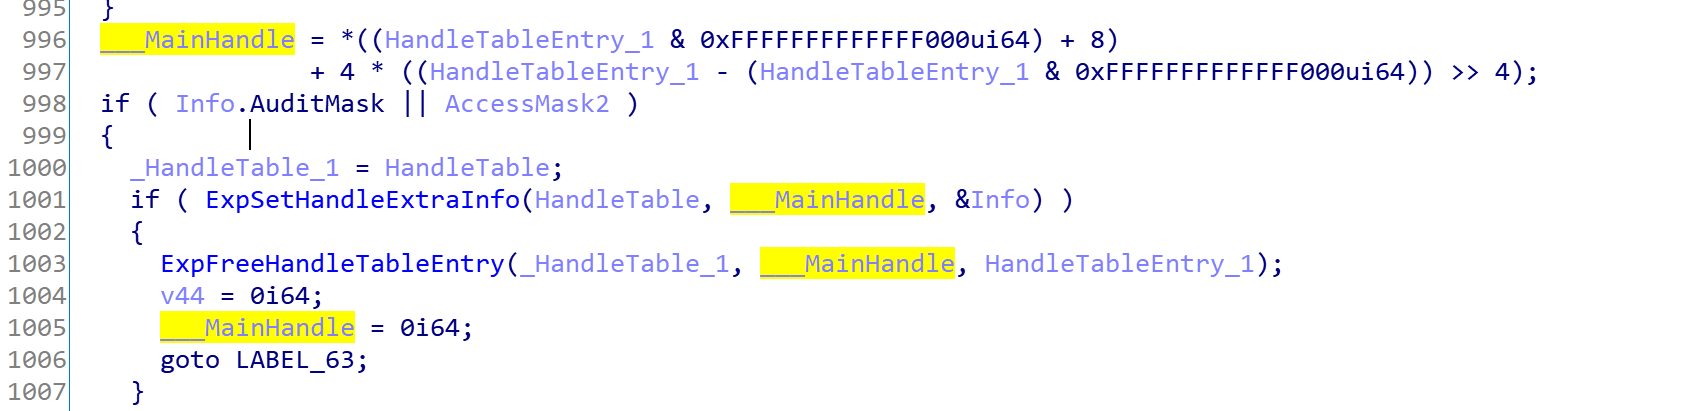 995 }
996 ___MainHandle = *((HandleTableEntry_1 & 0xFFFFFFFFFFFFF000ui64) + 8)
997 + 4 * ((HandleTableEntry_1 - (HandleTableEntry_1 & 0xFFFFFFFFFFFFF000ui64)) >> 4);
998 if ( Info.AuditMask || AccessMask2 )
999 {
1000 _HandleTable_1 = HandleTable;
1001 if ( ExpSetHandleExtraInfo(HandleTable, ___MainHandle, &Info) )
1002 {
1003 ExpFreeHandleTableEntry(_HandleTable_1, ___MainHandle, HandleTableEntry_1);
1004 v44 = 0i64;
1005 ___MainHandle = 0i64;
1006 goto LABEL_63;
1007 }